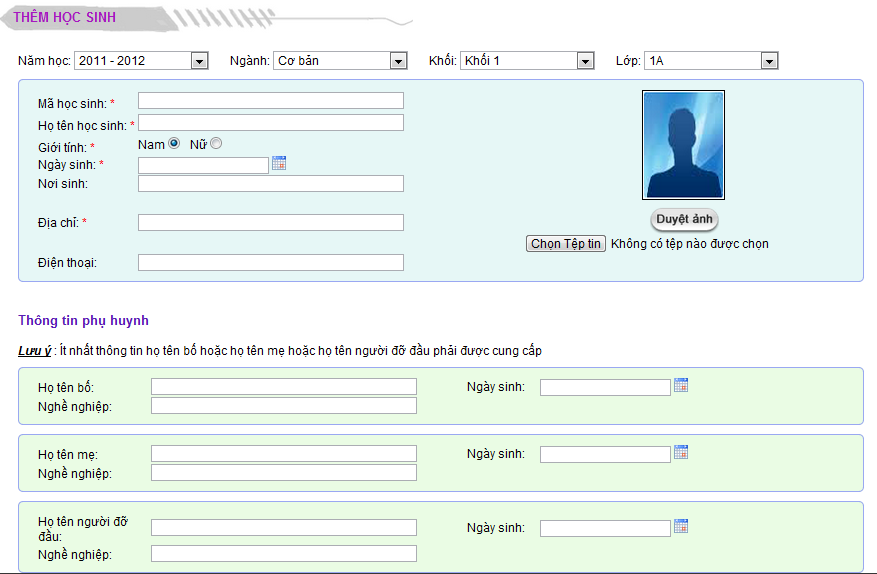 THÊM HỌC SINH
Năm học: 2011 - 2012 Ngành: Cơ bản Khối: Khối 1 Lớp: 1A
Mã học sinh: *
Họ tên học sinh: *
Giới tính: * Nam Nữ
Ngày sinh: *
Nơi sinh:
Địa chỉ: *
Điện thoại:
Duyệt ảnh
Chọn Tệp tin Không có tệp nào được chọn
Thông tin phụ huynh
Lưu ý : Ít nhất thông tin họ tên bố hoặc họ tên mẹ hoặc họ tên người đỡ đầu phải được cung cấp
Họ tên bố: Ngày sinh:
Nghề nghiệp:
Họ tên mẹ: Ngày sinh:
Nghề nghiệp:
Họ tên người đỡ
đầu: Ngày sinh:
Nghề nghiệp: